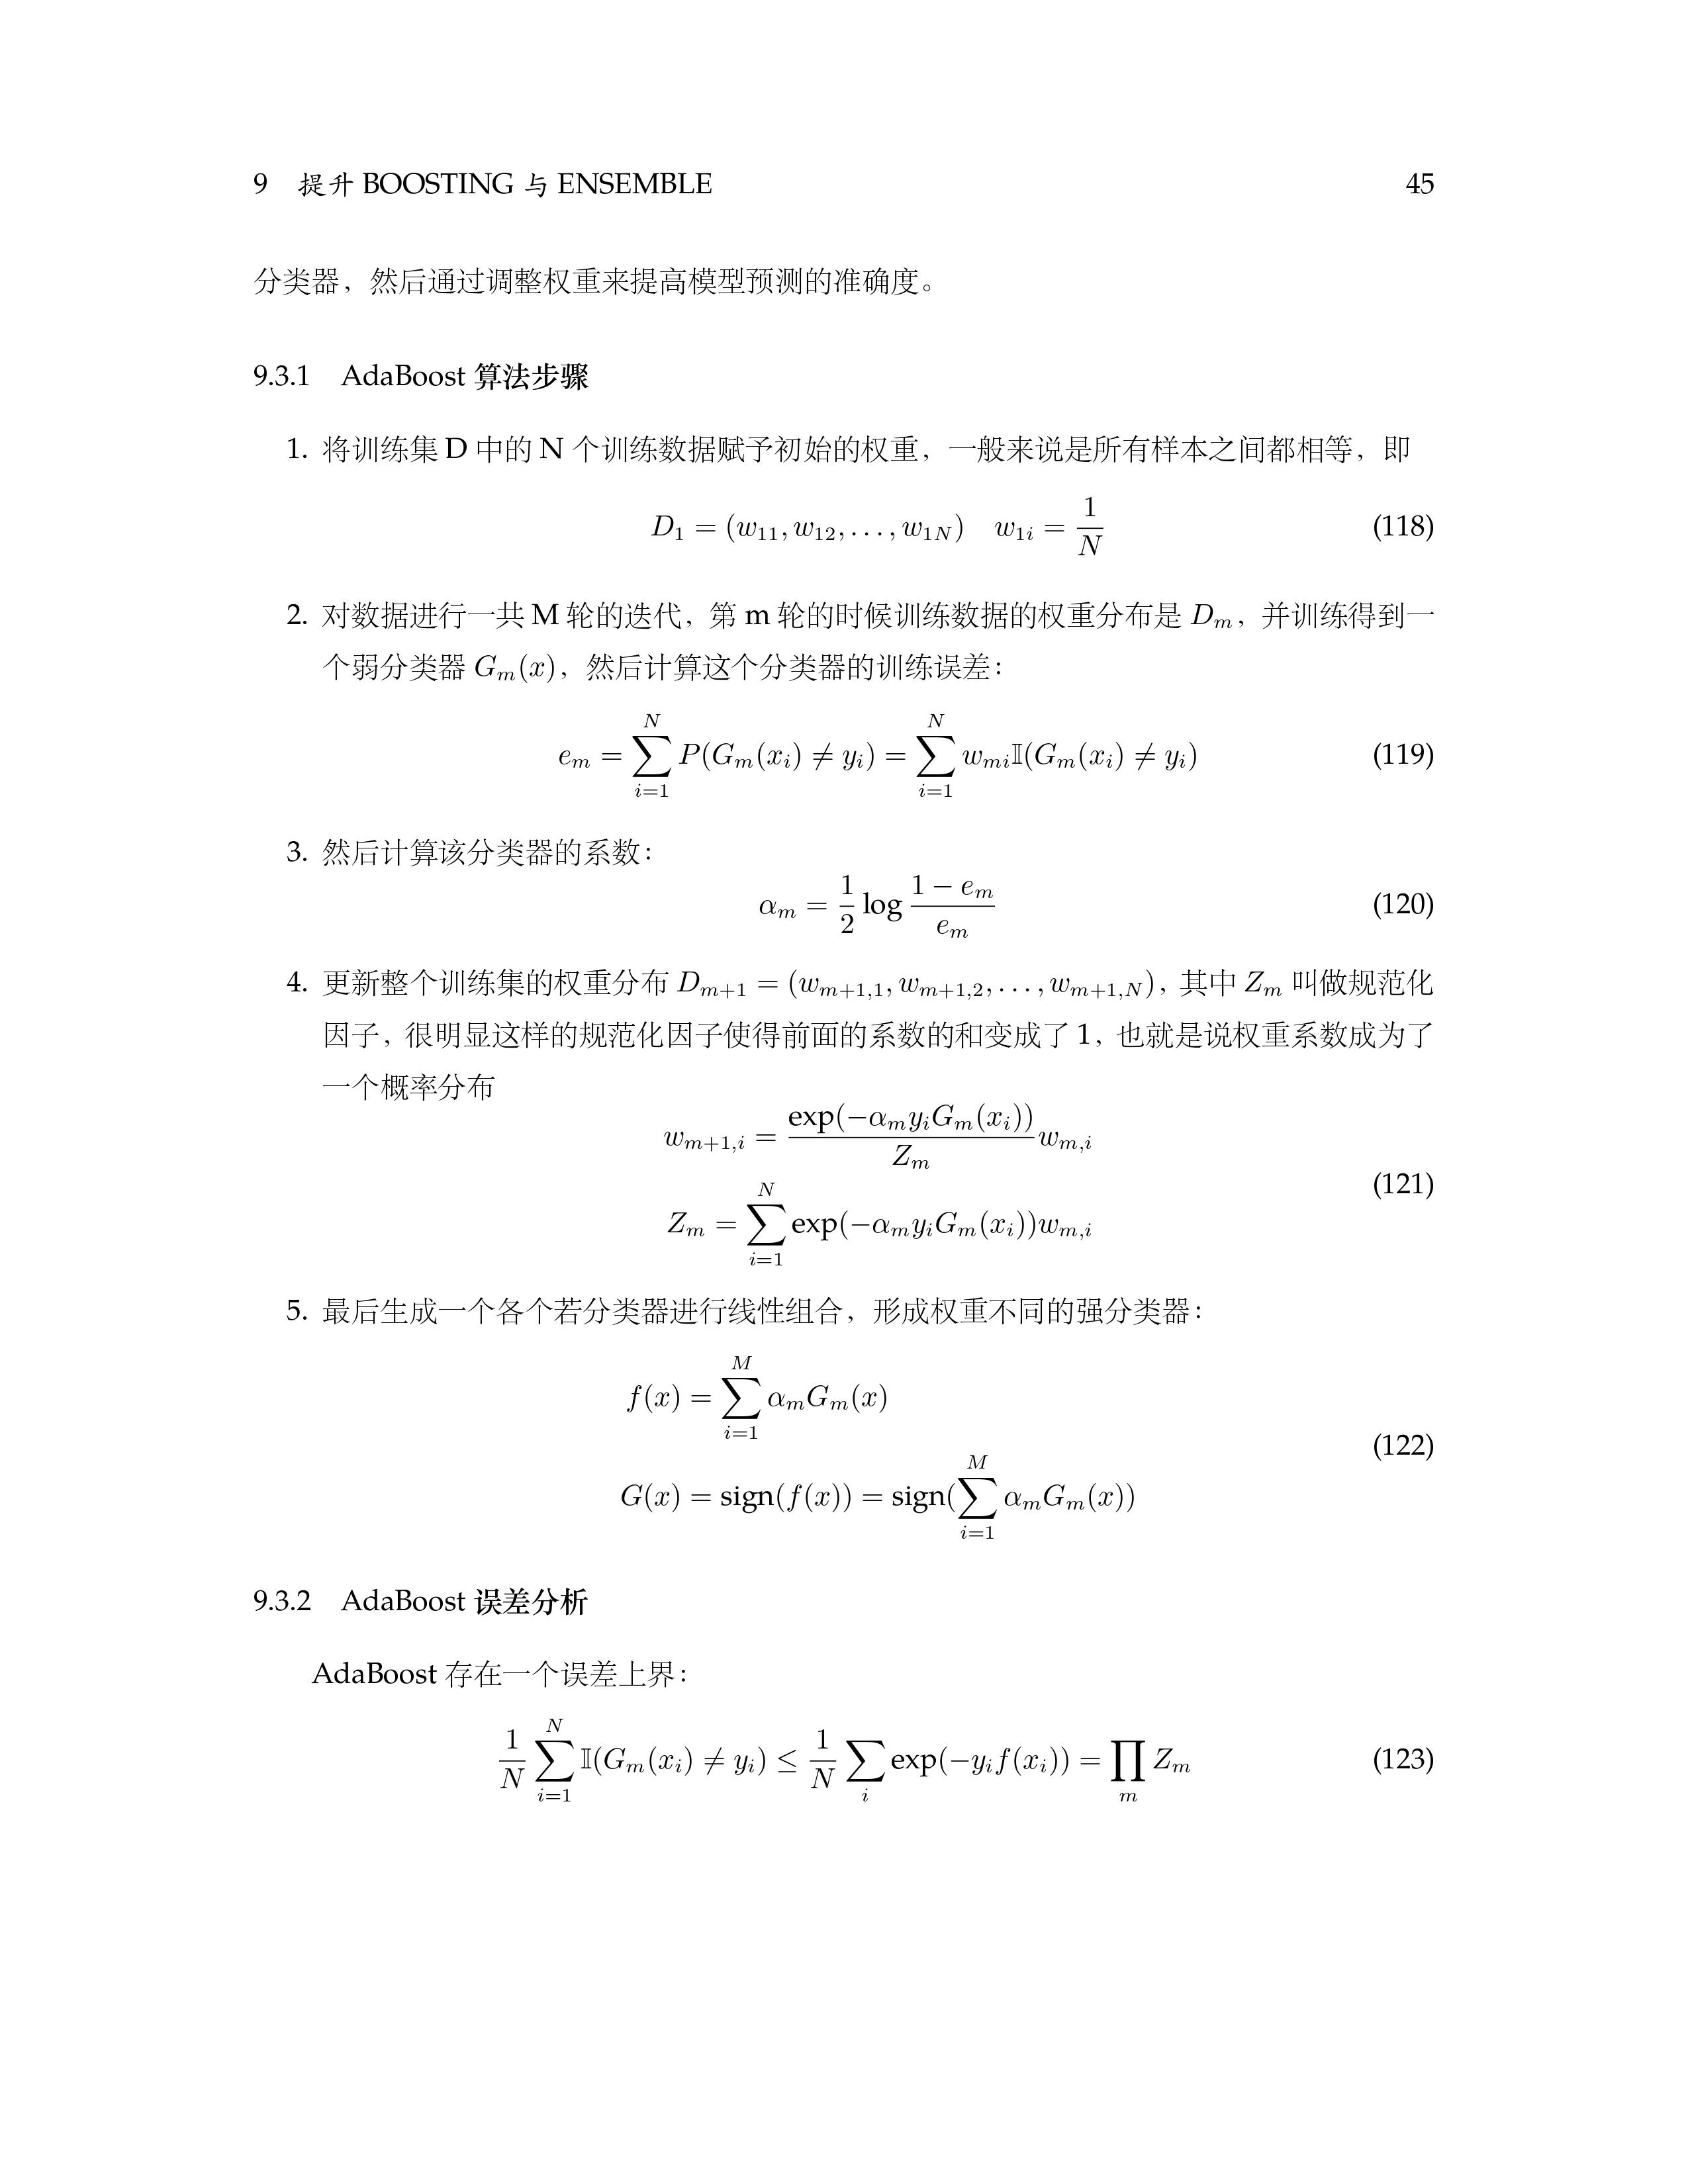 9 提升 BOOSTING 与 ENSEMBLE 45
分类器，然后通过调整权重来提高模型预测的准确度。
9.3.1 AdaBoost 算法步骤
1. 将训练集 D 中的 N 个训练数据赋予初始的权重，一般来说是所有样本之间都相等，即
$D_1 = (w_{11}, w_{12}, \ldots, w_{1N}) \quad w_{1i} = \frac{1}{N}$ (118)
2. 对数据进行一共 M 轮的迭代，第 m 轮的时候训练数据的权重分布是 $D_m$，并训练得到一
个弱分类器 $G_m(x)$，然后计算这个分类器的训练误差：
$e_m = \sum_{i=1}^{N} P(G_m(x_i) \neq y_i) = \sum_{i=1}^{N} w_{mi} \mathbb{I}(G_m(x_i) \neq y_i)$ (119)
3. 然后计算该分类器的系数：
$\alpha_m = \frac{1}{2} \log \frac{1 - e_m}{e_m}$ (120)
4. 更新整个训练集的权重分布 $D_{m+1} = (w_{m+1,1}, w_{m+1,2}, \ldots, w_{m+1,N})$，其中 $Z_m$ 叫做规范化
因子，很明显这样的规范化因子使得前面的系数的和变成了 1，也就是说权重系数成为了
一个概率分布
$w_{m+1,i} = \frac{\exp(-\alpha_m y_i G_m(x_i))}{Z_m} w_{m,i}$
$Z_m = \sum_{i=1}^{N} \exp(-\alpha_m y_i G_m(x_i)) w_{m,i}$ (121)
5. 最后生成一个各个若分类器进行线性组合，形成权重不同的强分类器：
$f(x) = \sum_{i=1}^{M} \alpha_m G_m(x)$
$G(x) = \text{sign}(f(x)) = \text{sign}(\sum_{i=1}^{M} \alpha_m G_m(x))$ (122)
9.3.2 AdaBoost 误差分析
AdaBoost 存在一个误差上界：
$\frac{1}{N} \sum_{i=1}^{N} \mathbb{I}(G_m(x_i) \neq y_i) \leq \frac{1}{N} \sum_{i} \exp(-y_i f(x_i)) = \prod_{m} Z_m$ (123)